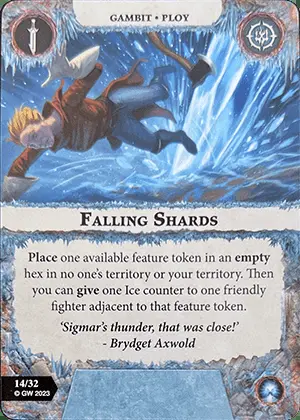 GAMBIT • PLOY
FALLING SHARDS
Place one available feature token in an empty
hex in no one's territory or your territory. Then
you can give one Ice counter to one friendly
fighter adjacent to that feature token.
'Sigmar's thunder, that was close!'
- Brydget Axwold
14/32
© GW 2023